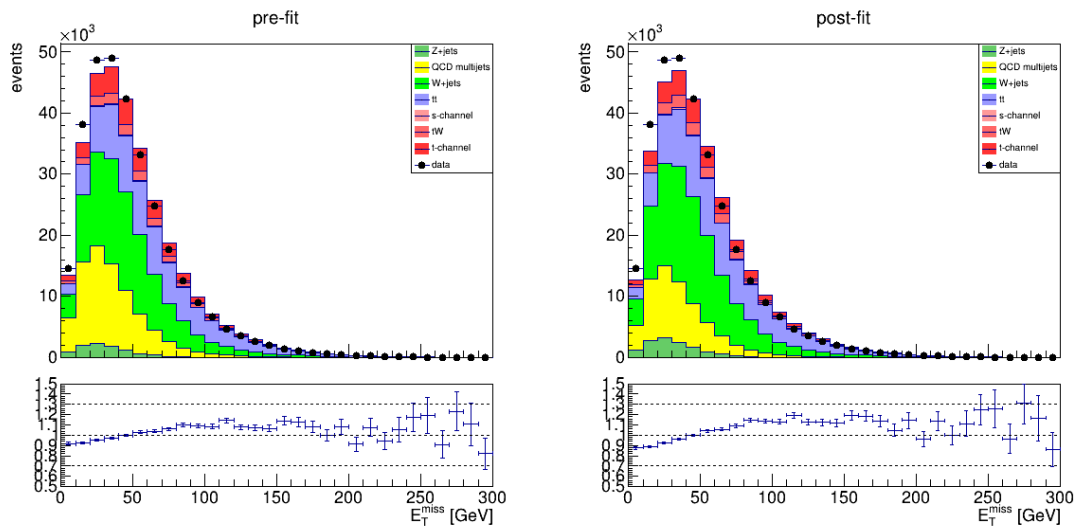 pre-fit
×10³
events
50
40
30
20
10
0
Z+jets
QCD multijets
W+jets
tt
s-channel
tW
t-channel
data
1.5
1.4
1.3
1.2
1.1
1.0
0.9
0.8
0.7
0.6
0.5
0 50 100 150 200 250 300
E_T^miss [GeV]
post-fit
×10³
events
50
40
30
20
10
0
Z+jets
QCD multijets
W+jets
tt
s-channel
tW
t-channel
data
1.5
1.4
1.3
1.2
1.1
1.0
0.9
0.8
0.7
0.6
0.5
0 50 100 150 200 250 300
E_T^miss [GeV]